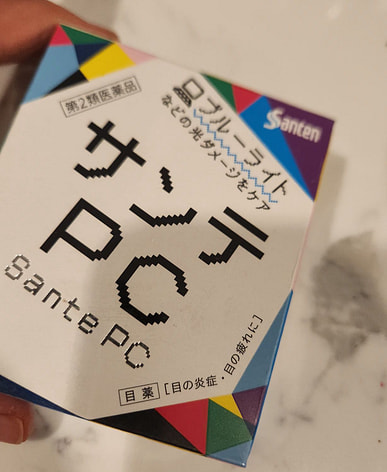 Santen
ブルーライト
などの光ダメージをケア
第2類医薬品
サンテ
PC
Sante PC
目薬 [目の炎症・目の疲れに]